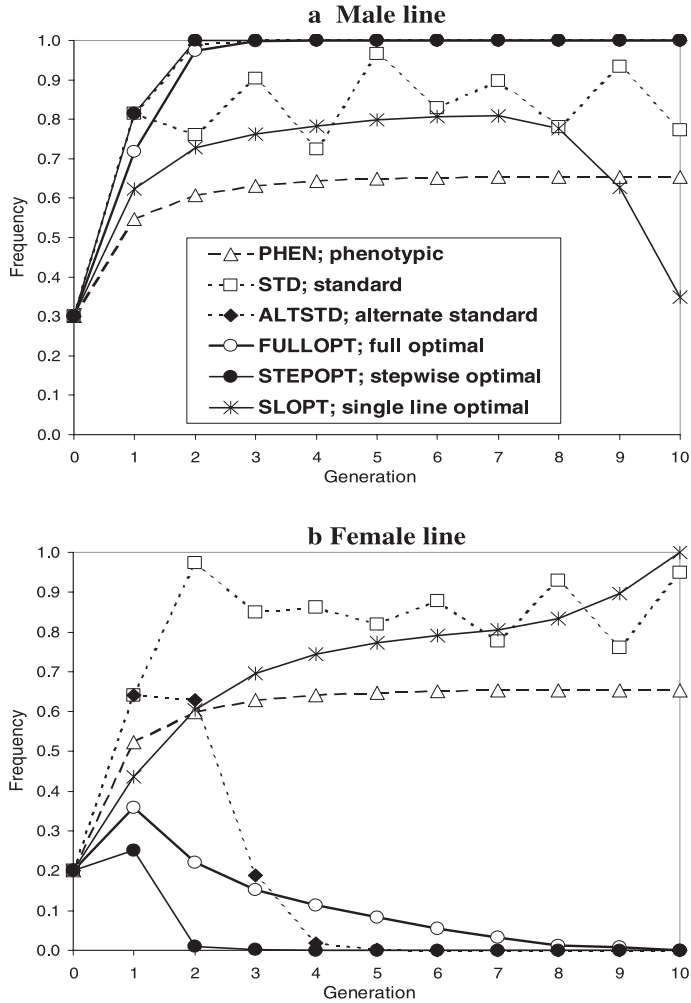 a Male line
1.0
0.9
0.8
0.7
0.6
0.5
0.4
0.3
0.2
0.1
0.0
Frequency
PHEN; phenotypic
STD; standard
ALTSTD; alternate standard
FULLOPT; full optimal
STEPOPT; stepwise optimal
SLOPT; single line optimal
0 1 2 3 4 5 6 7 8 9 10
Generation
b Female line
1.0
0.9
0.8
0.7
0.6
0.5
0.4
0.3
0.2
0.1
0.0
Frequency
0 1 2 3 4 5 6 7 8 9 10
Generation